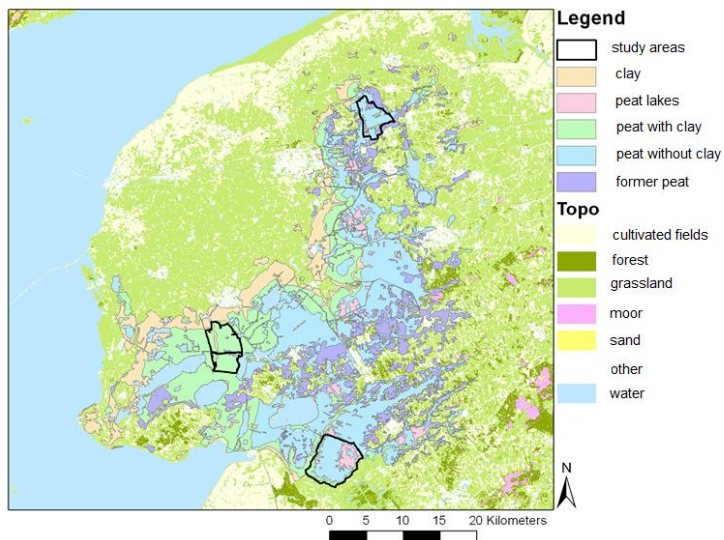 Legend
study areas
clay
peat lakes
peat with clay
peat without clay
former peat
Topo
cultivated fields
forest
grassland
moor
sand
other
water
N
0 5 10 15 20 Kilometers